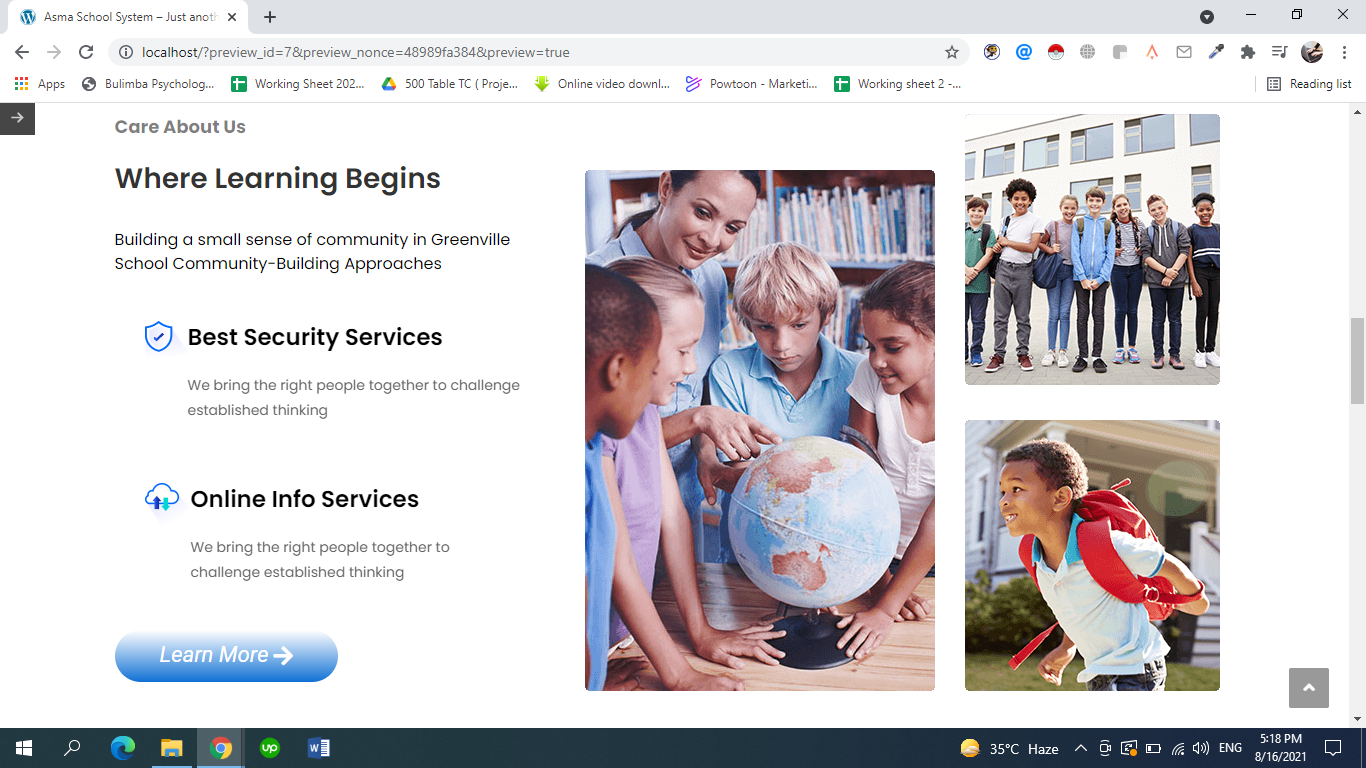 Asma School System – Just anoth
localhost/?preview_id=7&preview_nonce=48989fa384&preview=true
Apps
Bulimba Psycholog...
Working Sheet 202...
500 Table TC ( Proje...
Online video downl...
Powtoon - Marketi...
Working sheet 2 -...
Reading list
Care About Us
Where Learning Begins
Building a small sense of community in Greenville
School Community-Building Approaches
Best Security Services
We bring the right people together to challenge
established thinking
Online Info Services
We bring the right people together to
challenge established thinking
Learn More
up
W
35°C Haze
ENG
5:18 PM
8/16/2021